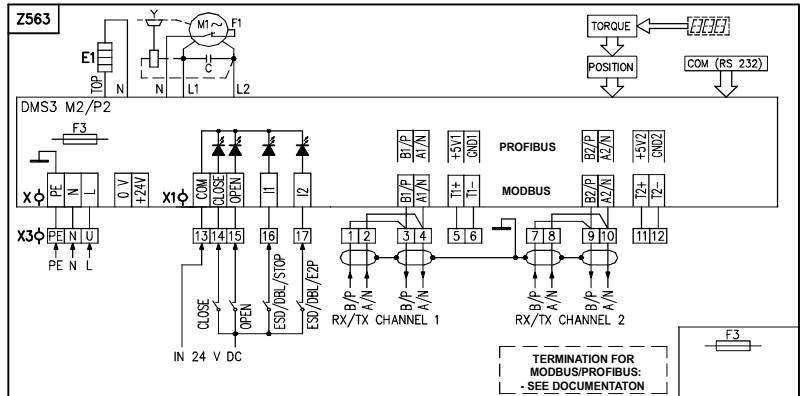 Z563
Y
M1~
F1
E1
C
TOP
N
N
L1
L2
TORQUE
POSITION
COM (RS 232)
DMS3 M2/P2
F3
B1/P
A1/N
+5V1
GND1
PROFIBUS
B2/P
A2/N
+5V2
GND2
X
PE
N
L
0 V
+24V
X1
COM
CLOSE
OPEN
I1
I2
B1/P
A1/N
T1+
T1-
MODBUS
B2/P
A2/N
T2+
T2-
X3
PE
N
U
13
14
15
16
17
1
2
3
4
5
6
7
8
9
10
11
12
PE N L
CLOSE
OPEN
ESD/DBL/STOP
ESD/DBL/E2P
B/P
A/N
B/P
A/N
B/P
A/N
B/P
A/N
RX/TX CHANNEL 1
RX/TX CHANNEL 2
IN 24 V DC
TERMINATION FOR
MODBUS/PROFIBUS:
- SEE DOCUMENTATON
F3